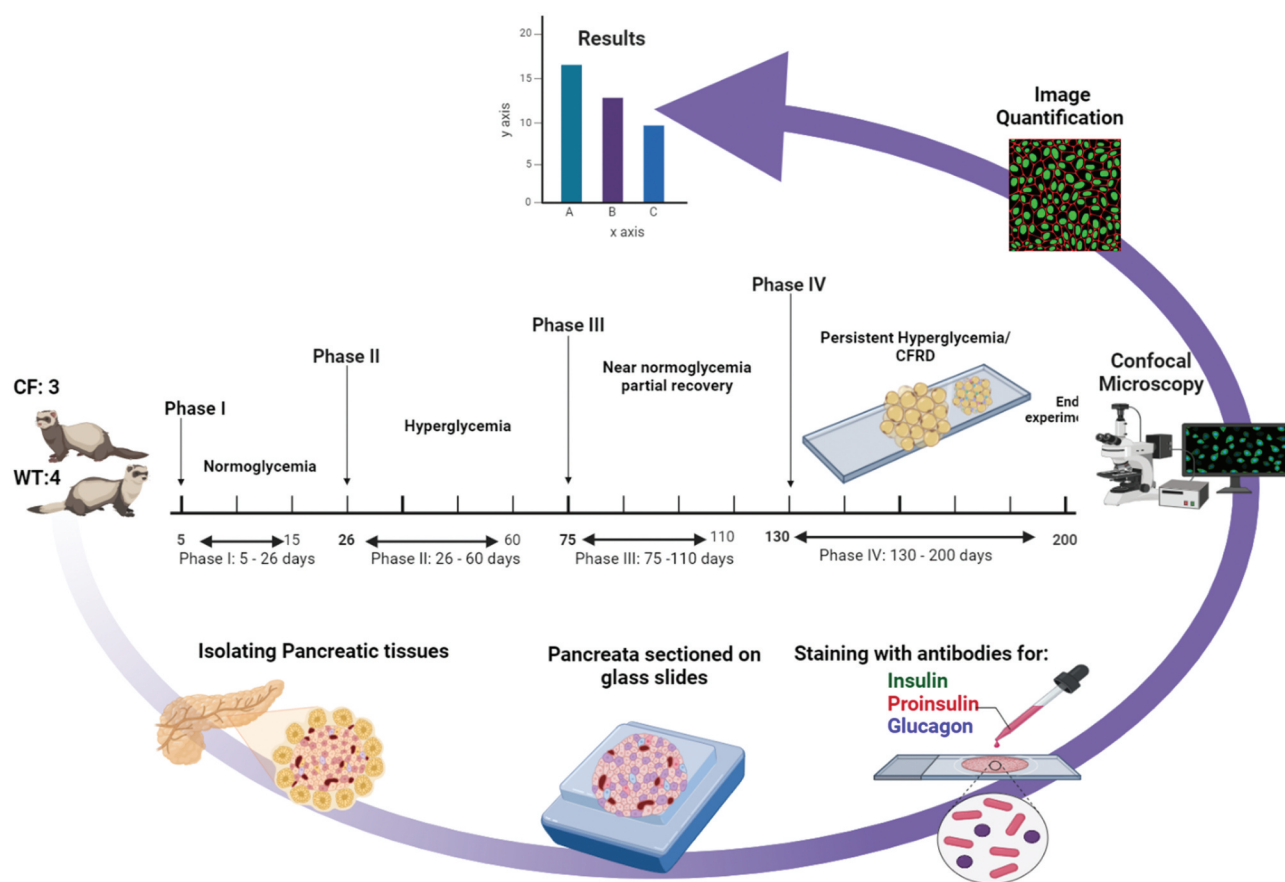 Results
20
15
10
5
0
y axis
A
B
C
x axis
Image
Quantification
Phase IV
Phase III
Phase II
Phase I
CF: 3
WT:4
Normoglycemia
Hyperglycemia
Near normoglycemia
partial recovery
Persistent Hyperglycemia/
CFRD
End
experime
Confocal
Microscopy
5
15
26
60
75
110
130
200
Phase I: 5 - 26 days
Phase II: 26 - 60 days
Phase III: 75 -110 days
Phase IV: 130 - 200 days
Isolating Pancreatic tissues
Pancreata sectioned on
glass slides
Staining with antibodies for:
Insulin
Proinsulin
Glucagon